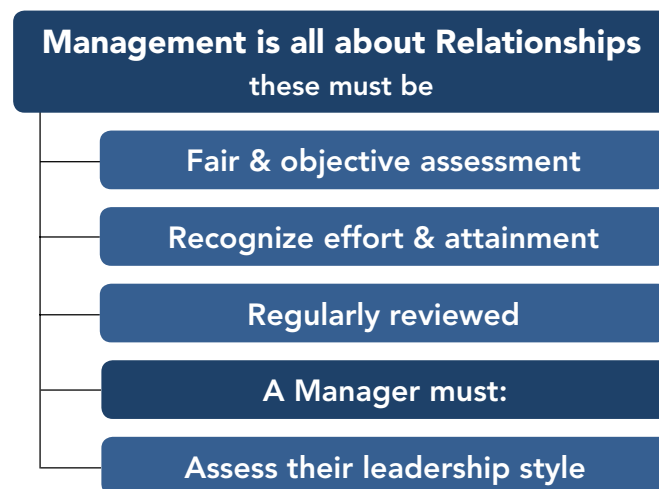 Management is all about Relationships
these must be
Fair & objective assessment
Recognize effort & attainment
Regularly reviewed
A Manager must:
Assess their leadership style